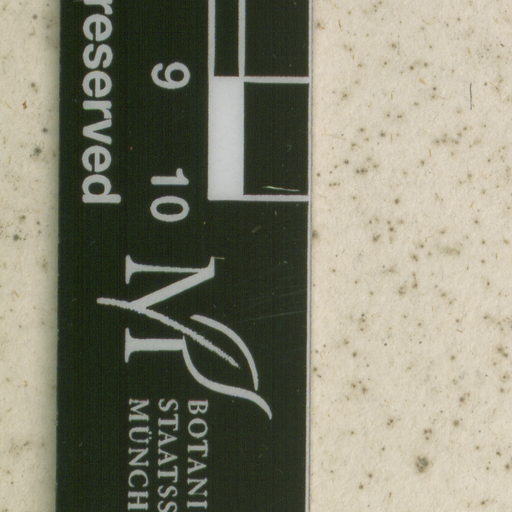 reserved
9 10
M
BOTANI
STAATSS
MÜNCH